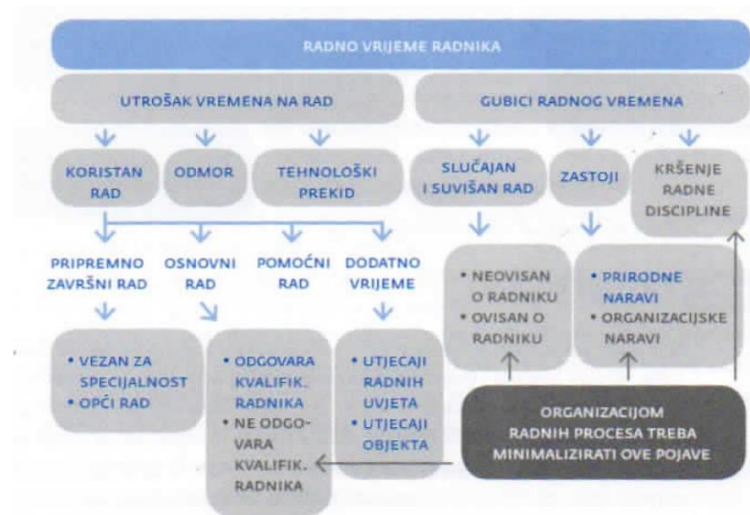 RADNO VRIJEME RADNIKA
UTROŠAK VREMENA NA RAD
GUBICI RADNOG VREMENA
KORISTAN
RAD
ODMOR
TEHNOLOŠKI
PREKID
SLUČAJAN
I SUVIŠAN RAD
ZASTOJI
KRŠENJE
RADNE
DISCIPLINE
PRIPREMNO
ZAVRŠNI RAD
OSNOVNI
RAD
POMOĆNI
RAD
DODATNO
VRIJEME
• NEOVISAN
O RADNIKU
• OVISAN O
RADNIKU
• PRIRODNE
NARAVI
• ORGANIZACIJSKE
NARAVI
• VEZAN ZA
SPECIJALNOST
• OPĆI RAD
• ODGOVARA
KVALIFIK.
RADNIKA
• NE ODGO-
VARA
KVALIFIK.
RADNIKA
• UTJECAJI
RADNIH
UVJETA
• UTJECAJI
OBJEKTA
ORGANIZACIJOM
RADNIH PROCESA TREBA
MINIMALIZIRATI OVE POJAVE